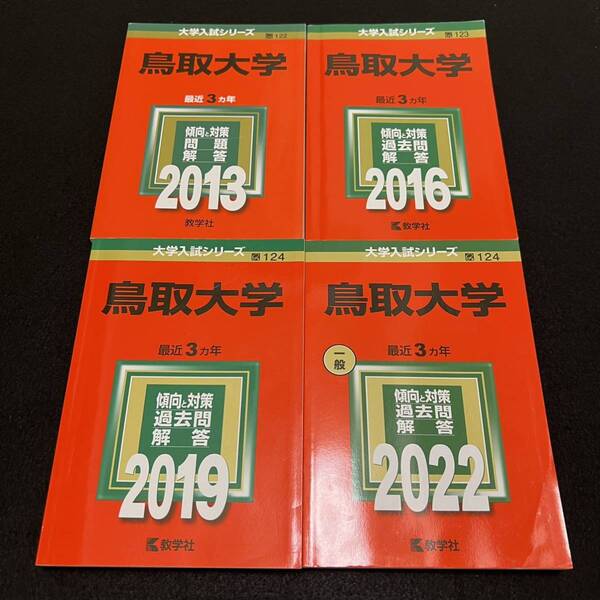 大学入試シリーズ 122
鳥取大学
最近3カ年
傾向と対策
問題
解答
2013
教学社
大学入試シリーズ 123
鳥取大学
最近3カ年
傾向と対策
過去問
解答
2016
教学社
大学入試シリーズ 124
鳥取大学
最近3カ年
傾向と対策
過去問
解答
2019
教学社
大学入試シリーズ 124
鳥取大学
最近3カ年
一般
傾向と対策
過去問
解答
2022
教学社